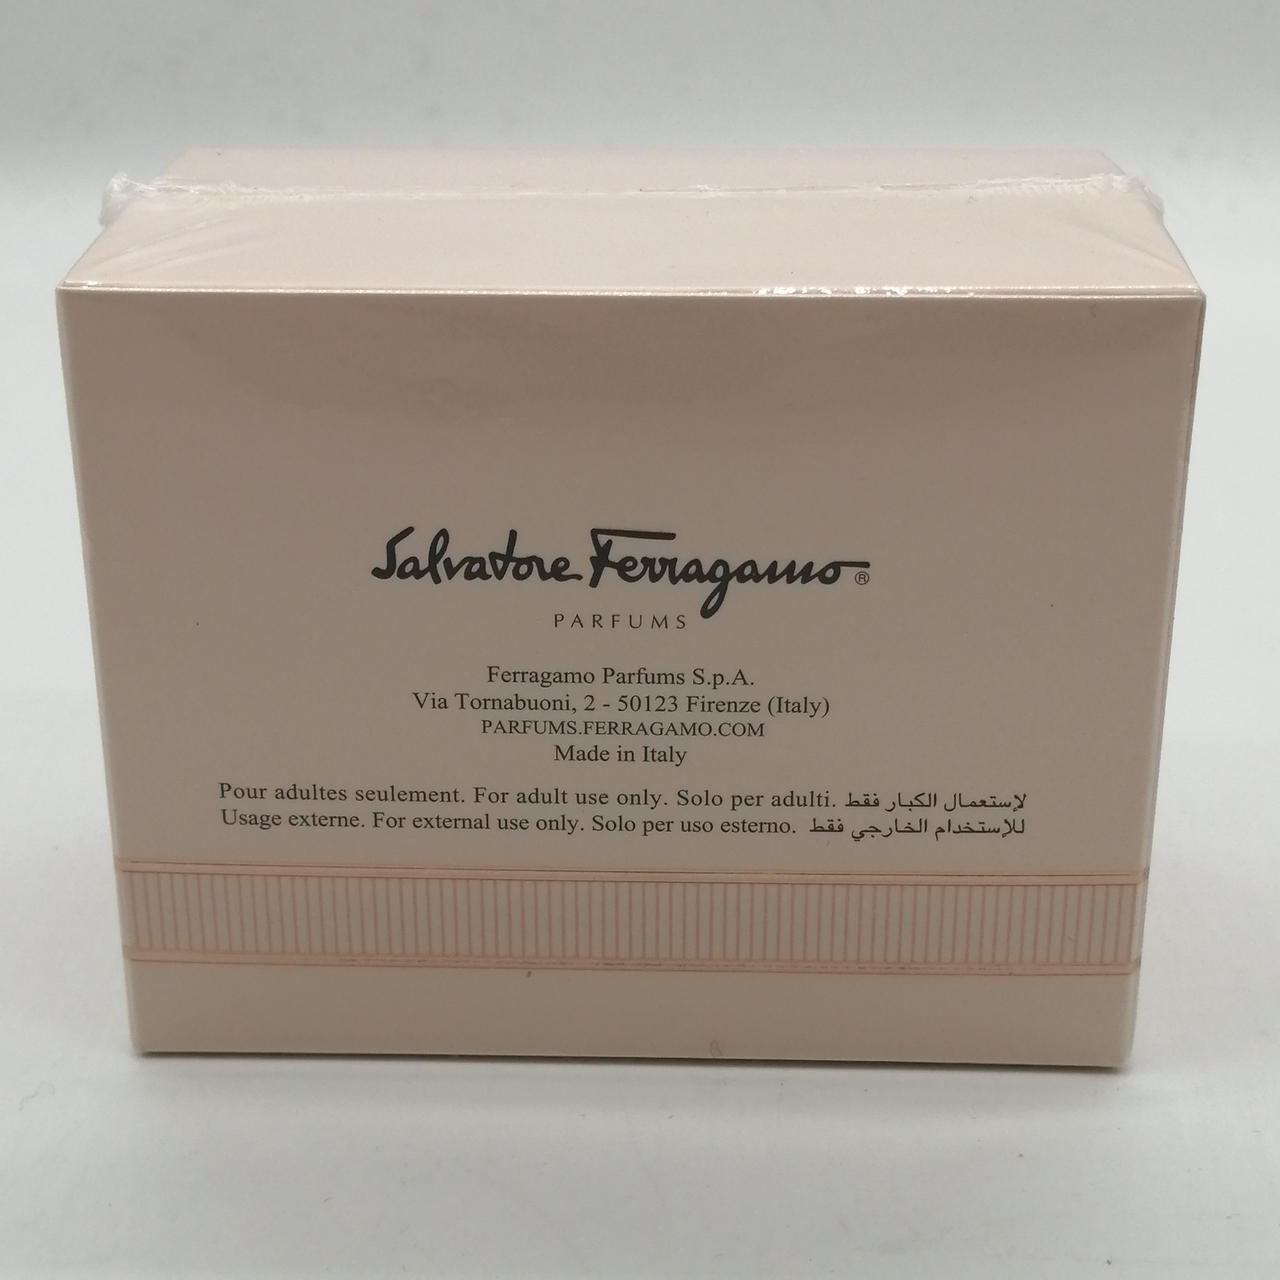 Salvatore Ferragamo®
PARFUMS
Ferragamo Parfums S.p.A.
Via Tornabuoni, 2 - 50123 Firenze (Italy)
PARFUMS.FERRAGAMO.COM
Made in Italy
Pour adultes seulement. For adult use only. Solo per adulti. لإستعمال الكبار فقط
Usage externe. For external use only. Solo per uso esterno. للإستخدام الخارجي فقط